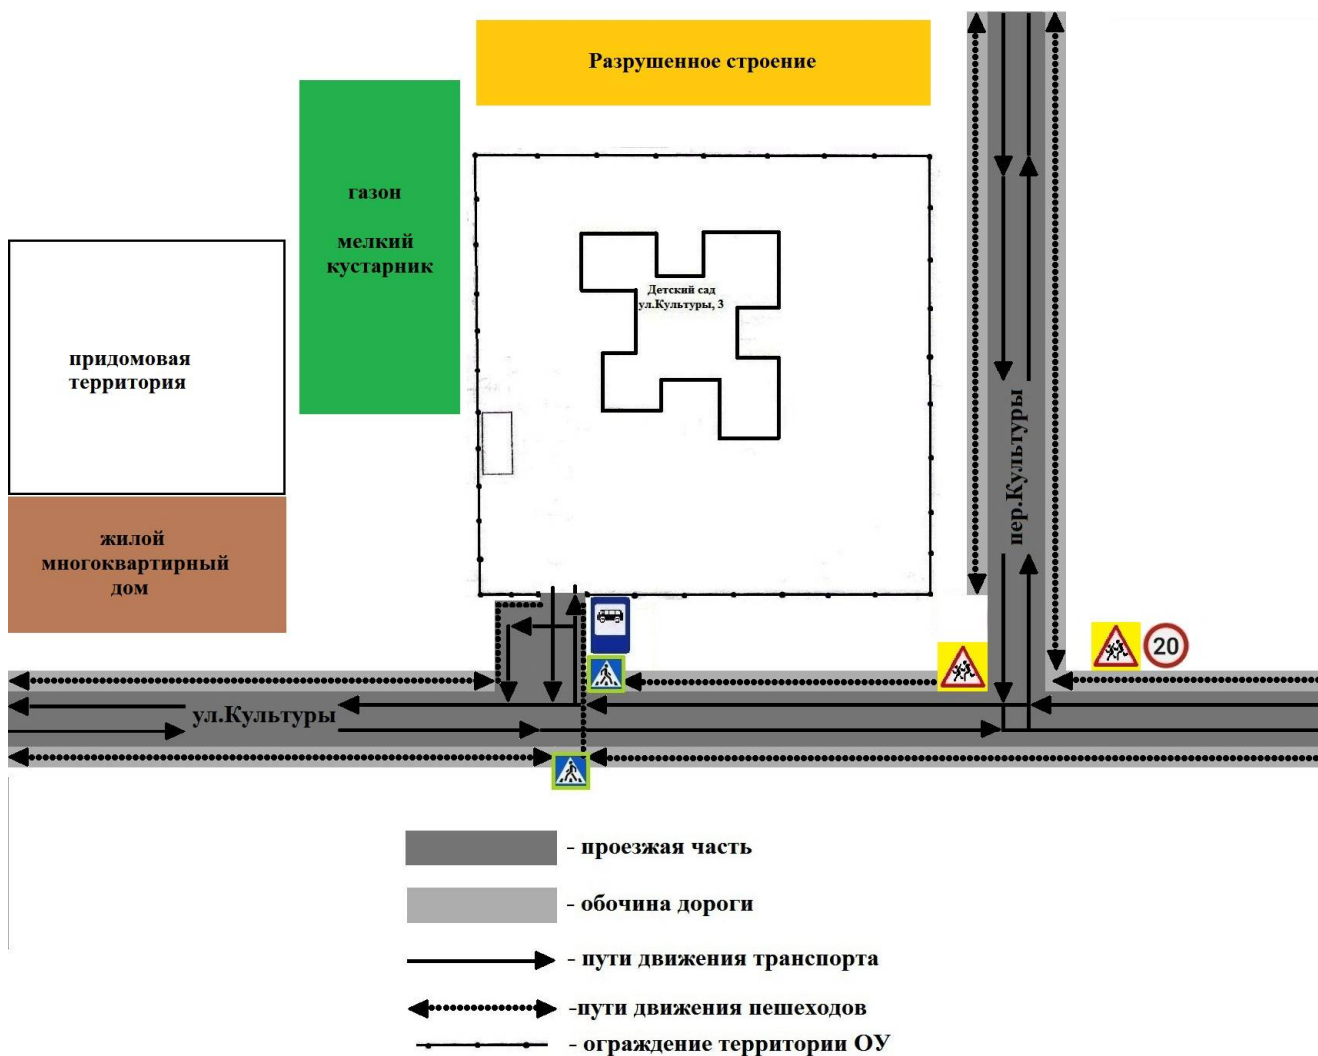 Разрушенное строение
газон
мелкий
кустарник
Детский сад
ул.Культуры, 3
придомовая
территория
пер.Культуры
жилой
многоквартирный
дом
20
ул.Культуры
- проезжая часть
- обочина дороги
- пути движения транспорта
-пути движения пешеходов
- ограждение территории ОУ